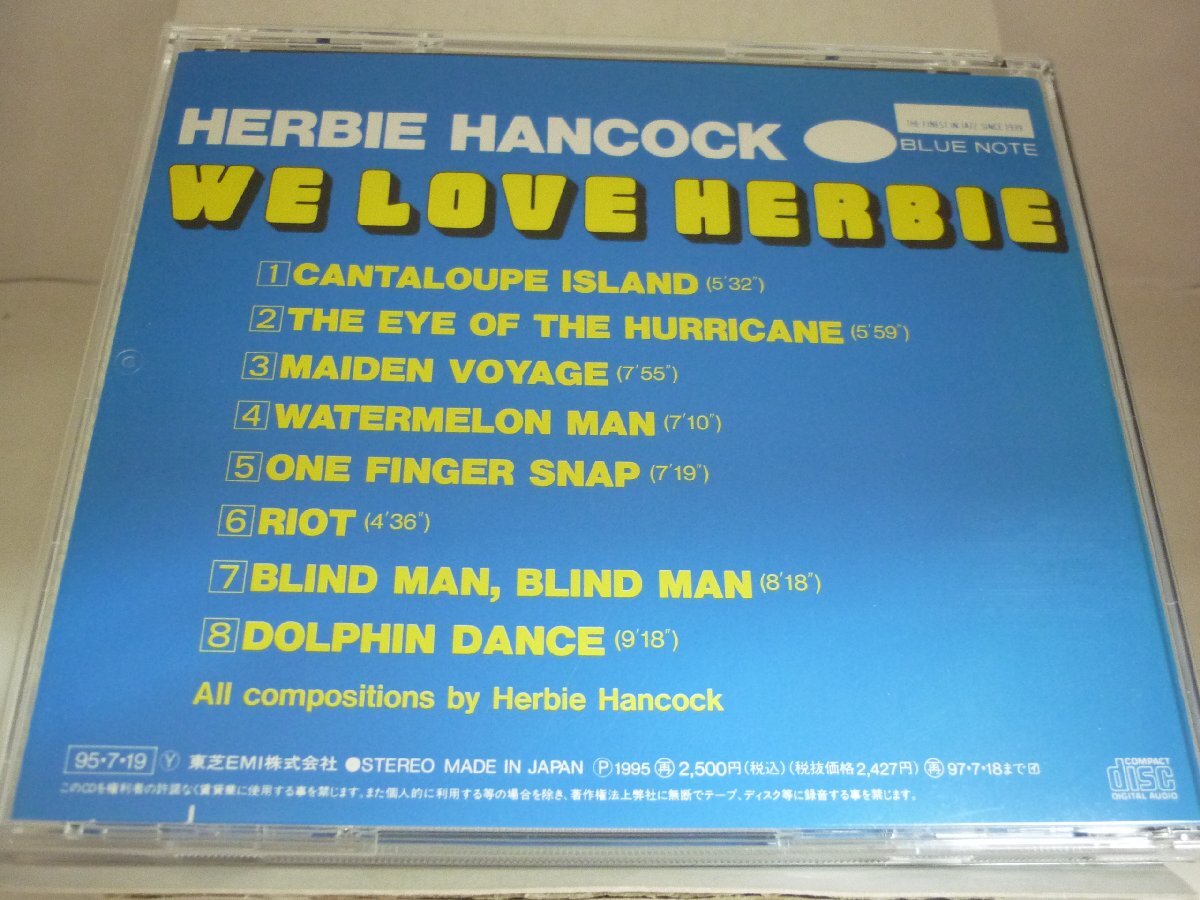 HERBIE HANCOCK
THE FINEST IN JAZZ SINCE 1939
BLUE NOTE
WE LOVE HERBIE
1 CANTALOUPE ISLAND (5'32")
2 THE EYE OF THE HURRICANE (5'59")
3 MAIDEN VOYAGE (7'55")
4 WATERMELON MAN (7'10")
5 ONE FINGER SNAP (7'19")
6 RIOT (4'36")
7 BLIND MAN, BLIND MAN (8'18")
8 DOLPHIN DANCE (9'18")
All compositions by Herbie Hancock
95・7・19 Ⓨ 東芝EMI株式会社 ●STEREO MADE IN JAPAN Ⓟ1995 ㊢ 2,500円(税込)(税抜価格2,427円) 97・7・18まで
このCDを権利者の許諾なく賃貸業に使用する事を禁じます。また個人的に利用する等の場合を除き、著作権法上弊社に無断でテープ、ディスク等に録音する事を禁じます。
COMPACT
disc
DIGITAL AUDIO